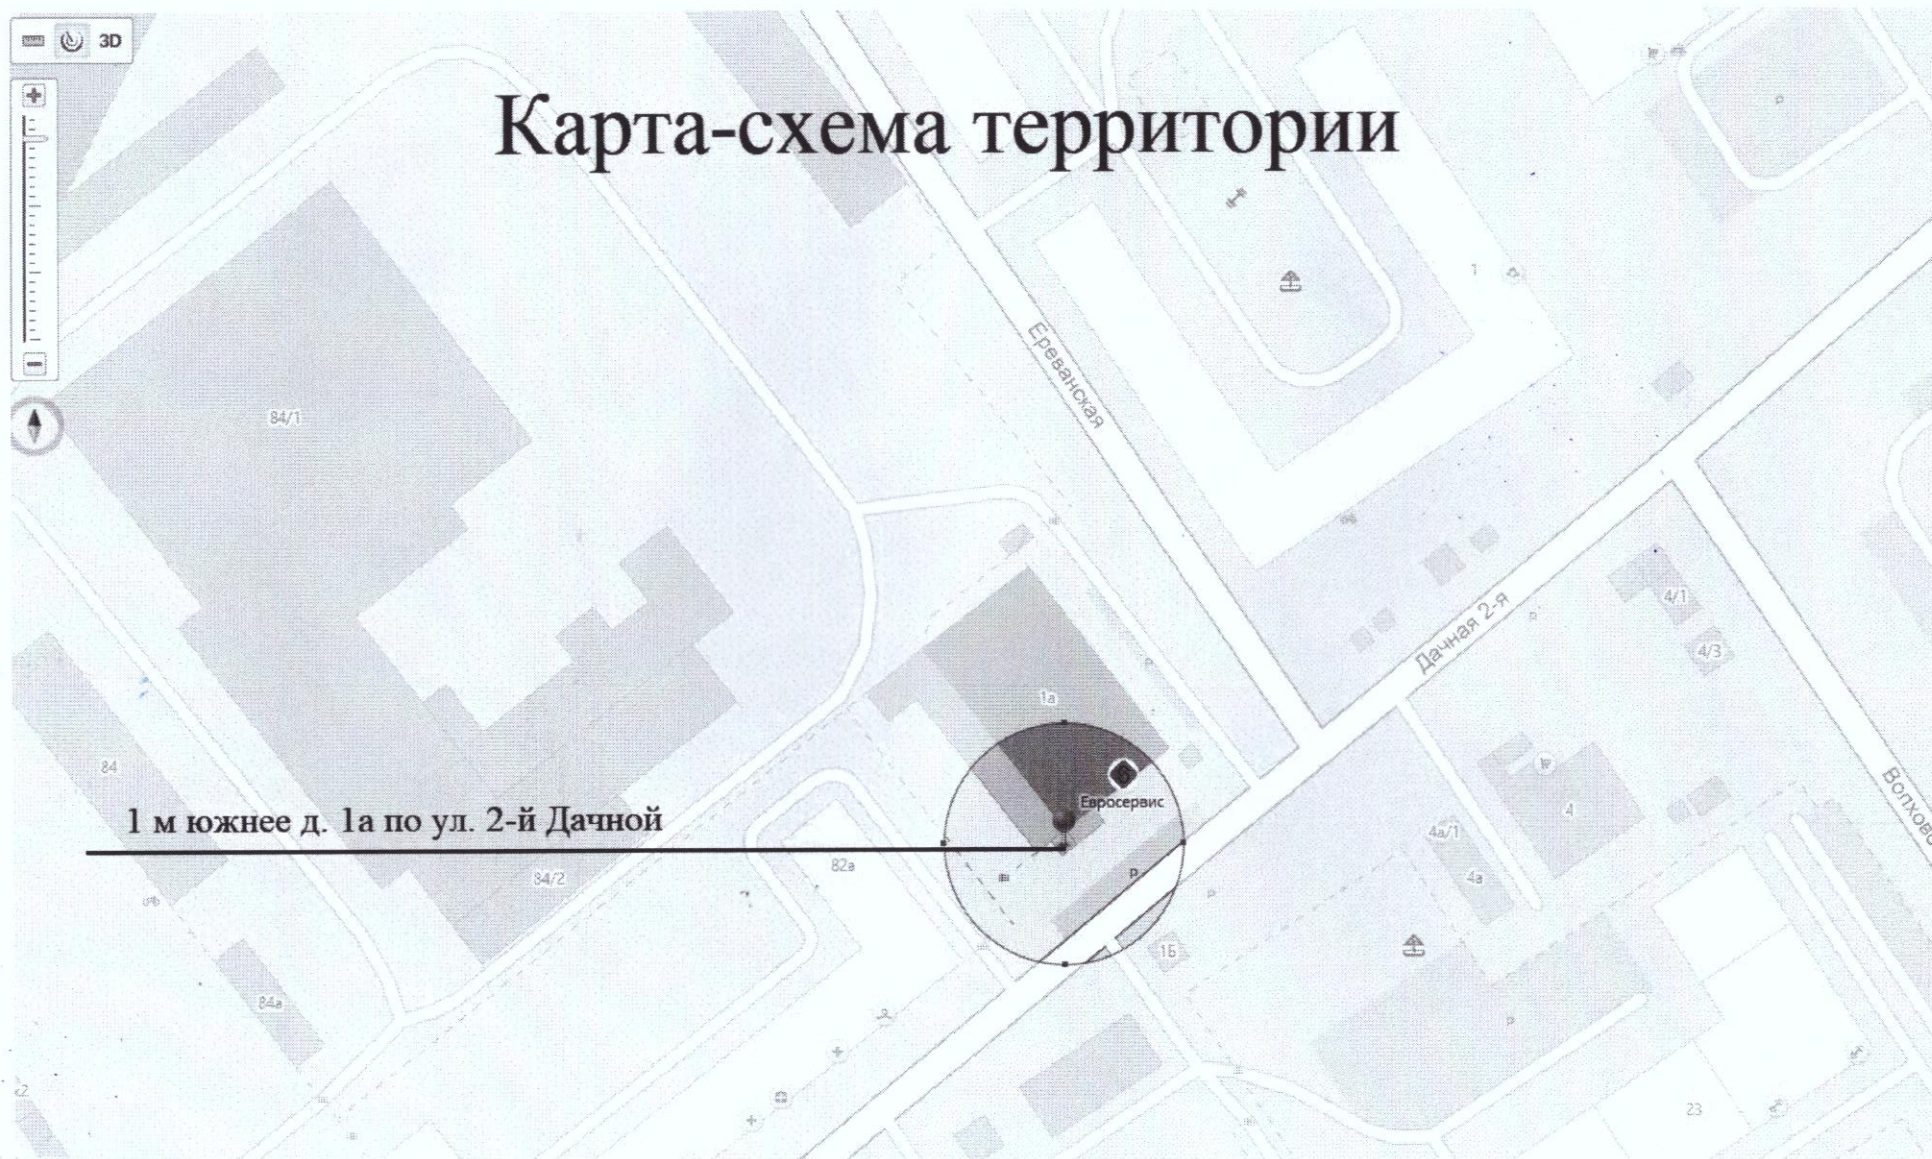 3D
Карта-схема территории
1
Ереванская
84/1
Дачная 2-я
4/1
4/3
1а
84
Евросервис
1 м южнее д. 1а по ул. 2-й Дачной
4
4а/1
82а
84/2
Р
4а
1Б
84а
23